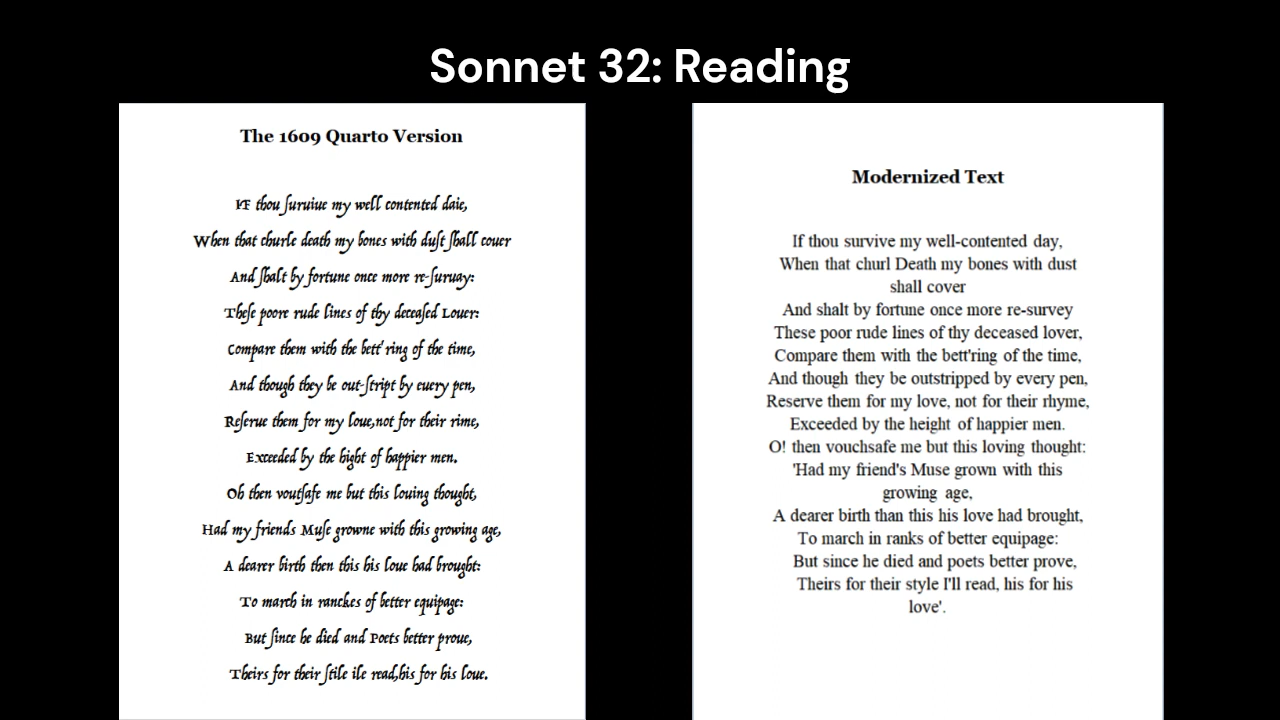 Sonnet 32: Reading
The 1609 Quarto Version
IF thou ſuruiue my well contented daie,
When that churle death my bones with duſt ſhall couer
And ſhalt by fortune once more re-ſuruay:
Theſe poore rude lines of thy deceaſed Louer:
Compare them with the bett'ring of the time,
And though they be out-ſtript by euery pen,
Reſerue them for my loue,not for their rime,
Exceeded by the hight of happier men.
Oh then voutſafe me but this louing thought,
Had my friends Muſe growne with this growing age,
A dearer birth then this his loue had brought:
To march in ranckes of better equipage:
But ſince he died and Poets better proue,
Theirs for their ſtile ile read,his for his loue.
Modernized Text
If thou survive my well-contented day,
When that churl Death my bones with dust
shall cover
And shalt by fortune once more re-survey
These poor rude lines of thy deceased lover,
Compare them with the bett'ring of the time,
And though they be outstripped by every pen,
Reserve them for my love, not for their rhyme,
Exceeded by the height of happier men.
O! then vouchsafe me but this loving thought:
'Had my friend's Muse grown with this
growing age,
A dearer birth than this his love had brought,
To march in ranks of better equipage:
But since he died and poets better prove,
Theirs for their style I'll read, his for his
love'.